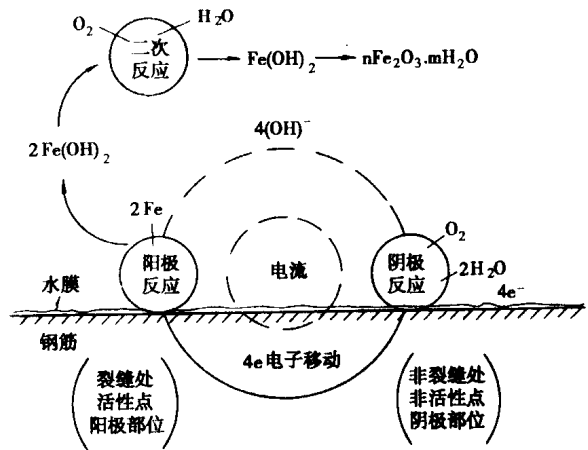 O₂
H₂O
二次
反应
Fe(OH)₂
nFe₂O₃.mH₂O
4(OH)⁻
2Fe(OH)₂
2Fe
阳极
反应
电流
阴极
反应
O₂
2H₂O
4e⁻
水膜
钢筋
4e电子移动
裂缝处
活性点
阳极部位
非裂缝处
非活性点
阴极部位